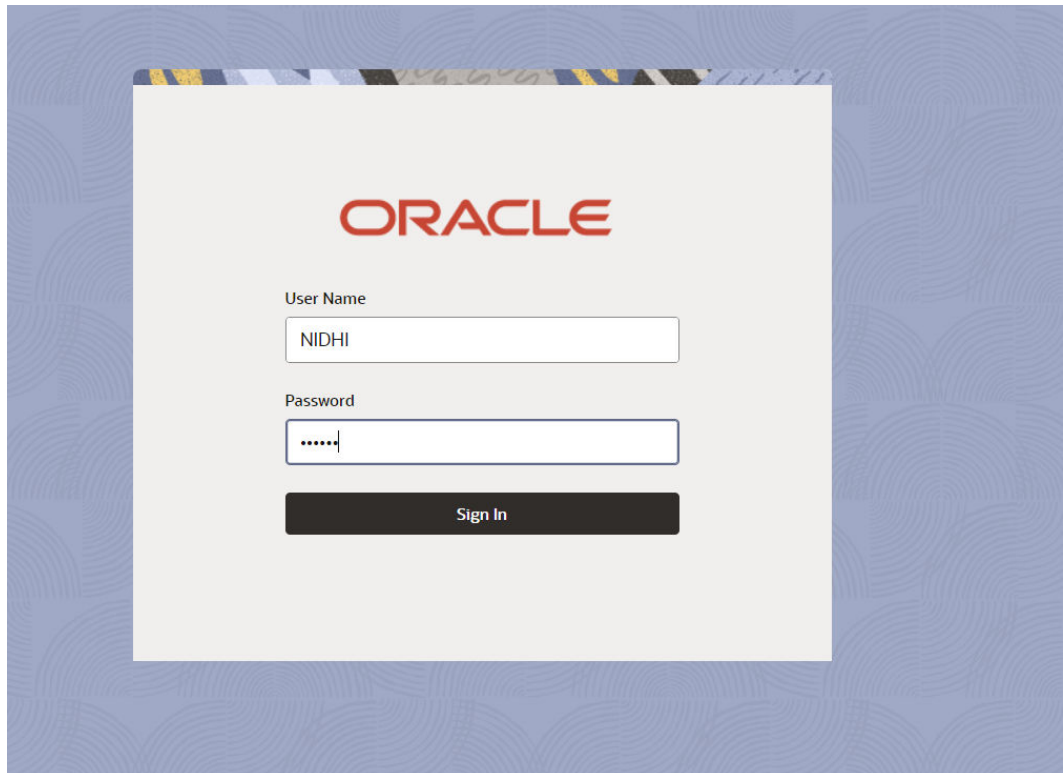 ORACLE
User Name
NIDHI
Password
••••••
Sign In